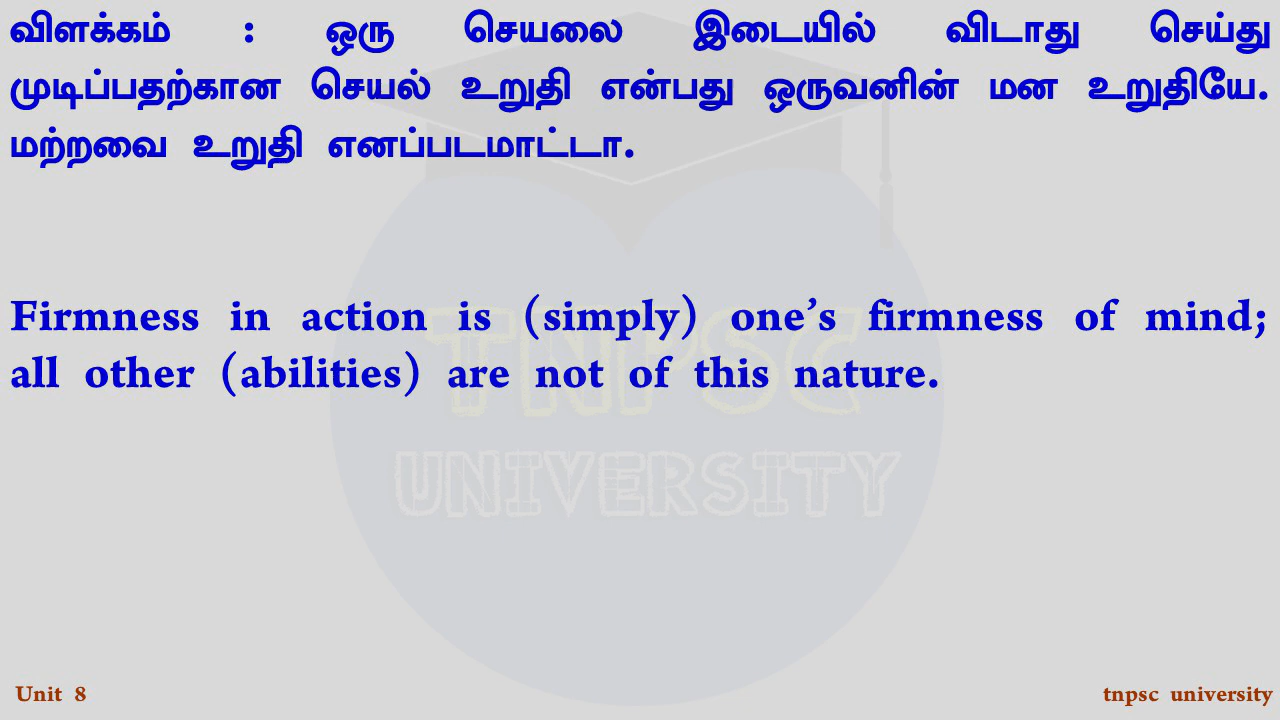 விளக்கம் : ஒரு செயலை இடையில் விடாது செய்து
முடிப்பதற்கான செயல் உறுதி என்பது ஒருவனின் மன உறுதியே.
மற்றவை உறுதி எனப்படமாட்டா.
Firmness in action is (simply) one’s firmness of mind;
all other (abilities) are not of this nature.
TNPSC
UNIVERSITY
Unit 8
tnpsc university